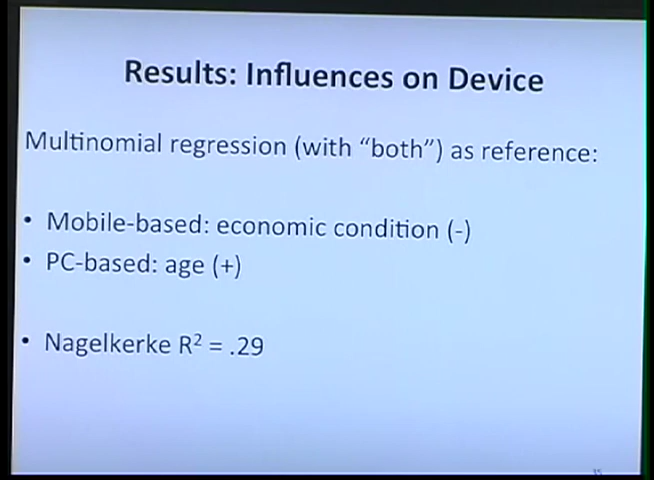 Results: Influences on Device
Multinomial regression (with “both”) as reference:
• Mobile-based: economic condition (-)
• PC-based: age (+)
• Nagelkerke R² = .29